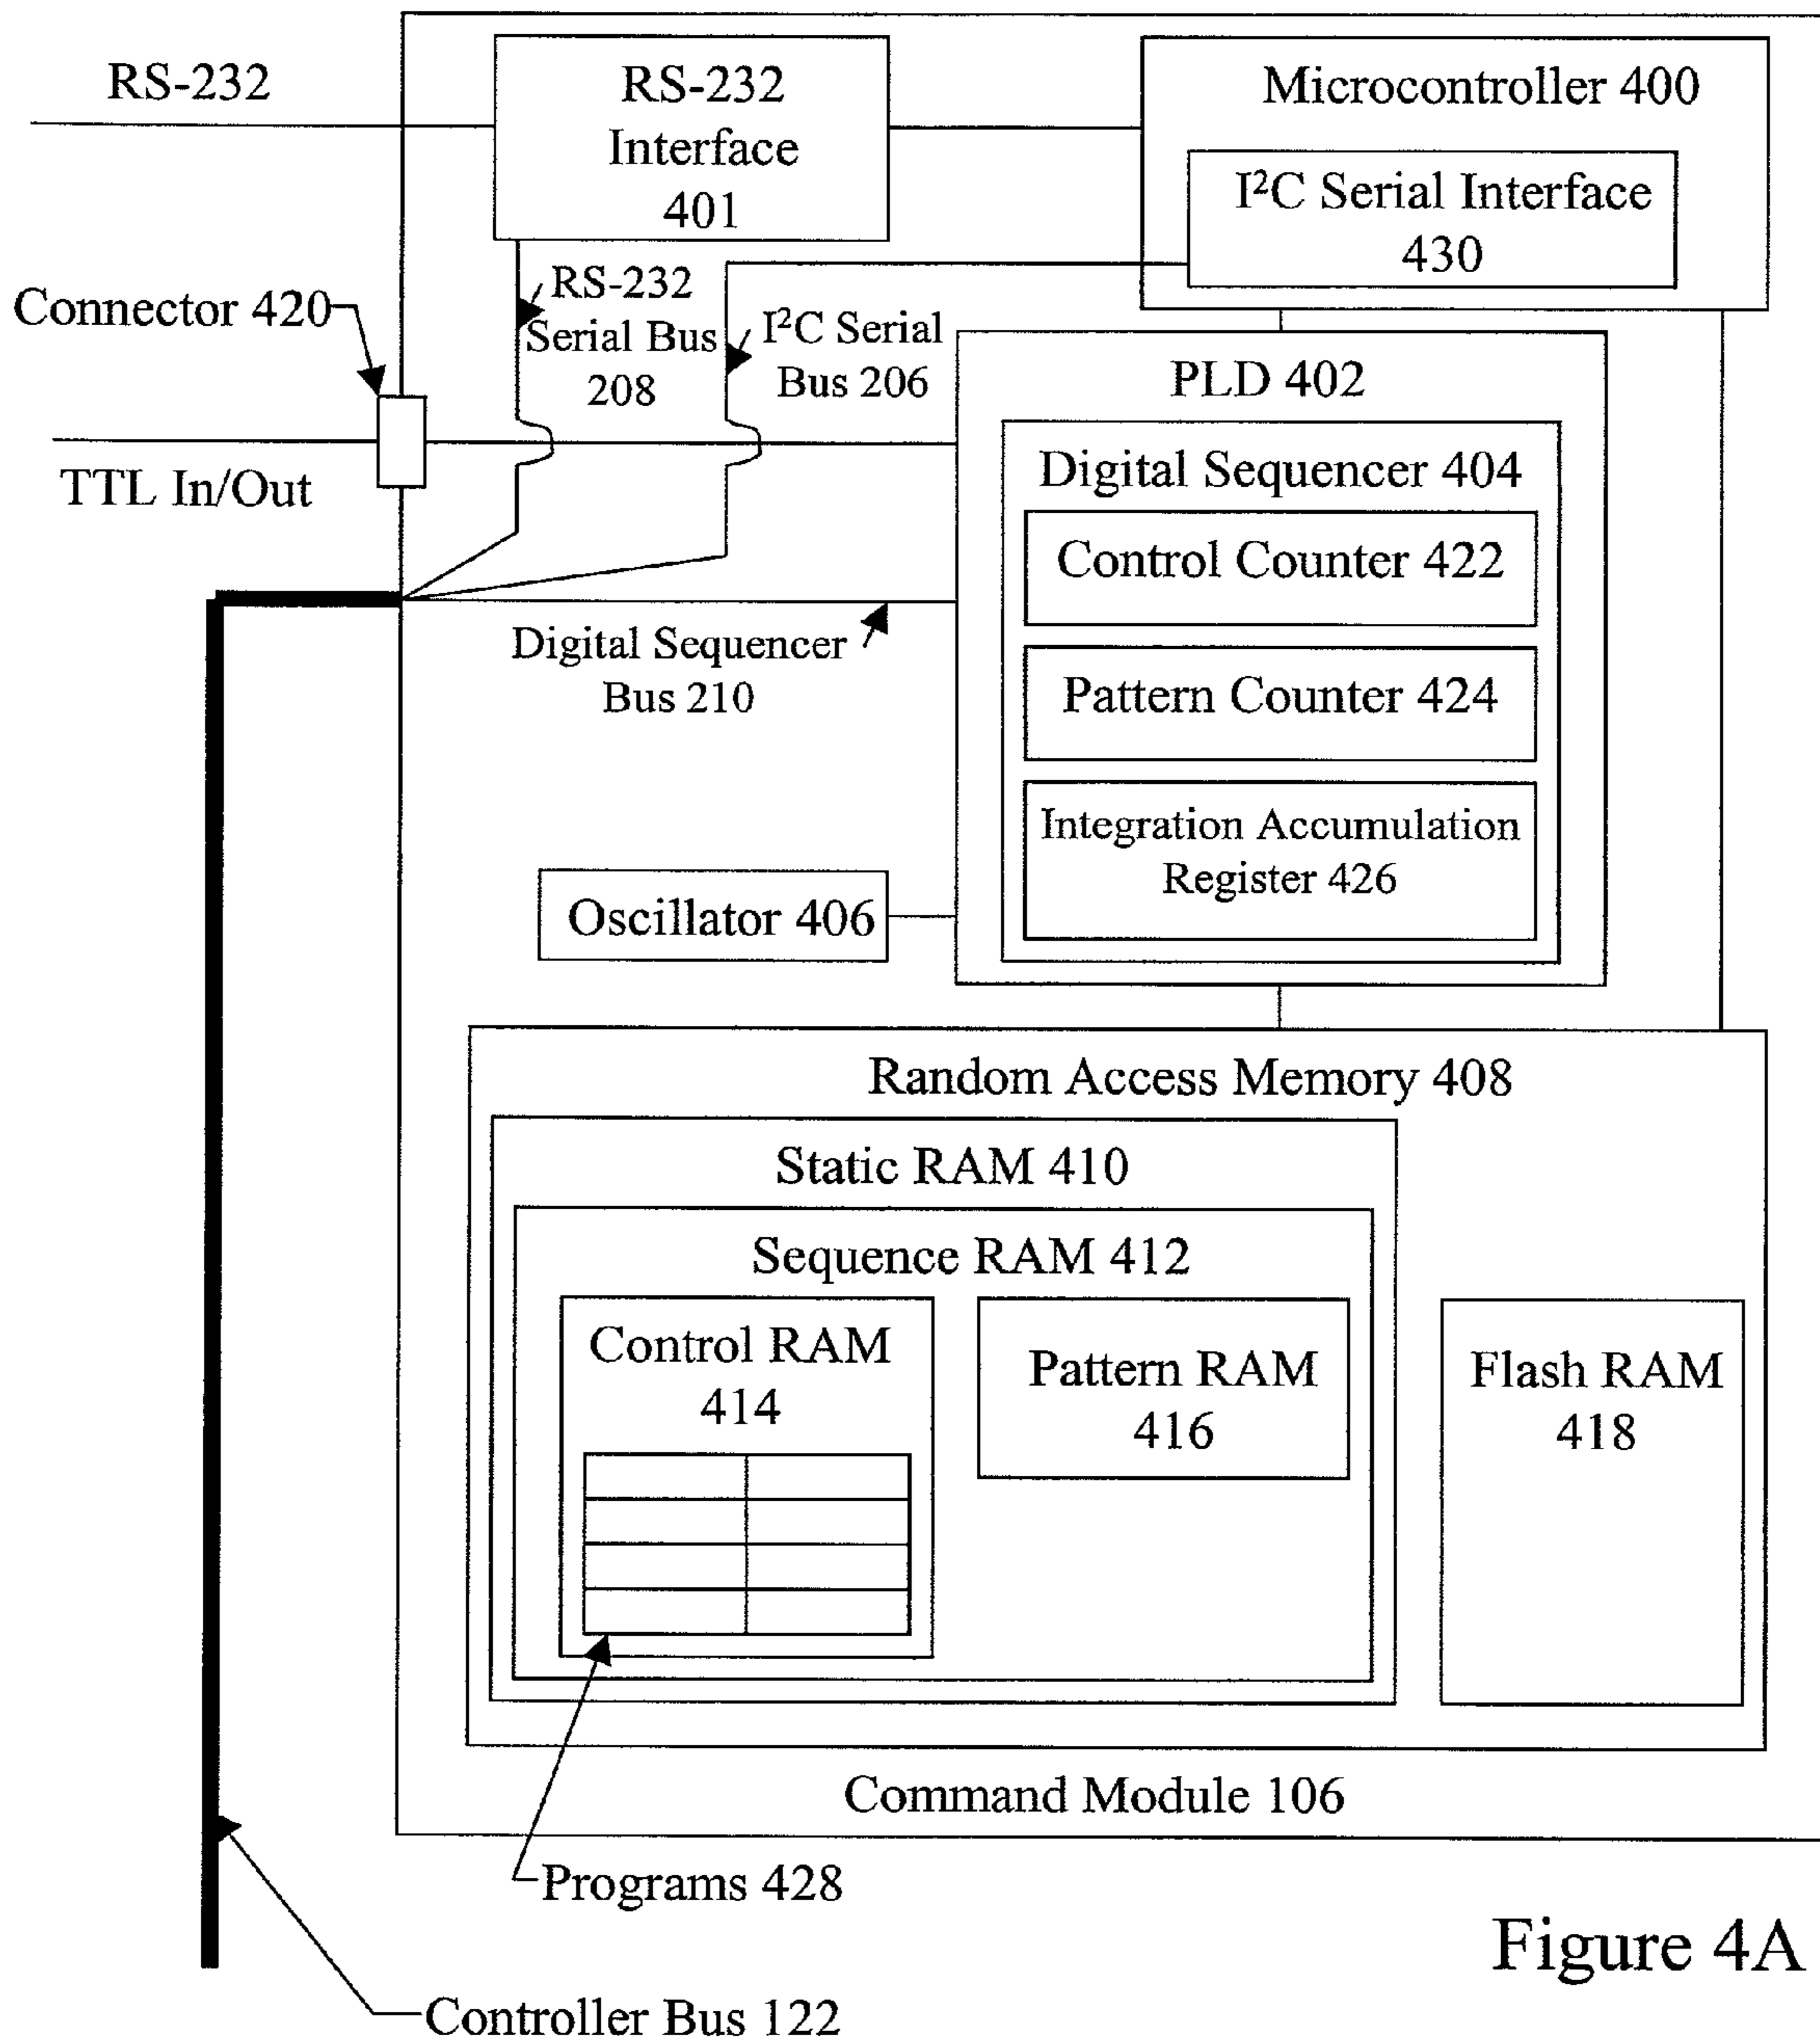 RS-232
RS-232
Interface
401
Microcontroller 400
I²C Serial Interface
430
Connector 420
RS-232
Serial Bus
208
I²C Serial
Bus 206
TTL In/Out
PLD 402
Digital Sequencer 404
Control Counter 422
Pattern Counter 424
Integration Accumulation
Register 426
Digital Sequencer
Bus 210
Oscillator 406
Random Access Memory 408
Static RAM 410
Sequence RAM 412
Control RAM
414
Pattern RAM
416
Flash RAM
418
Command Module 106
Programs 428
Controller Bus 122
Figure 4A